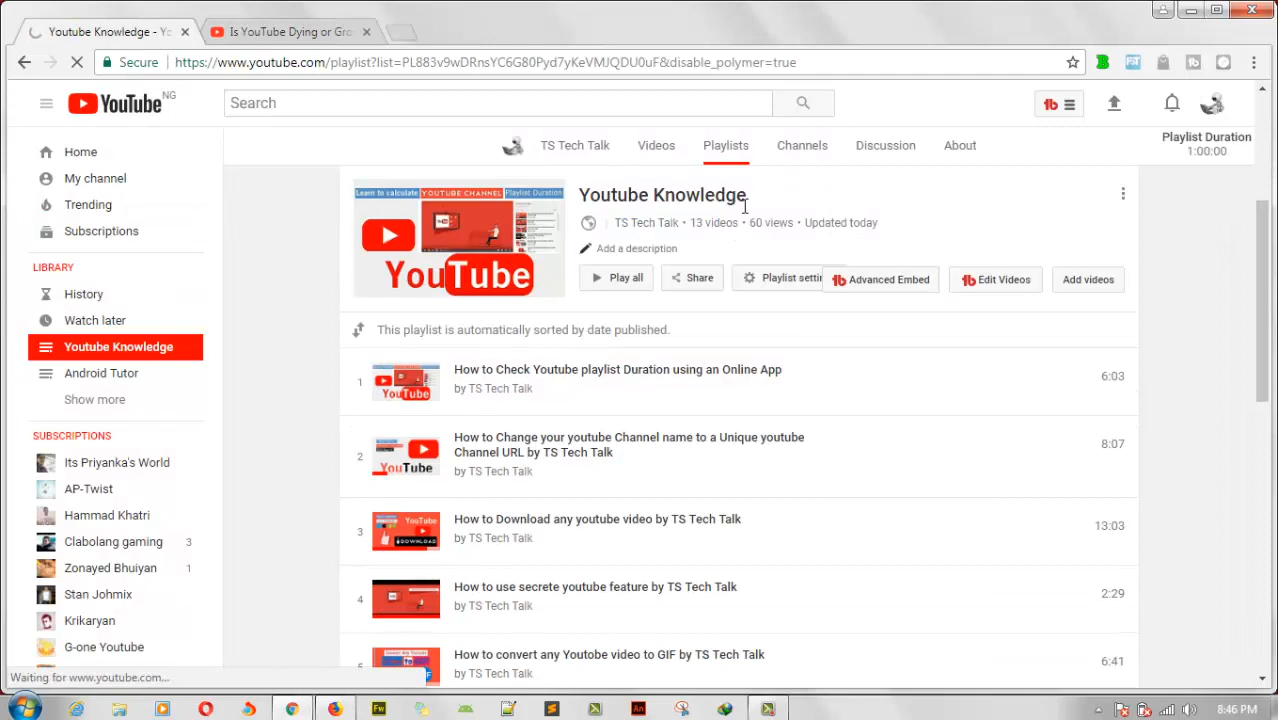 Youtube Knowledge - Yo
Is YouTube Dying or Gro
Secure
https://www.youtube.com/playlist?list=PL883v9wDRnsYC6G80Pyd7yKeVMJQDU0uF&disable_polymer=true
YouTube NG
Search
Playlist Duration
1:00:00
TS Tech Talk Videos Playlists Channels Discussion About
Home
My channel
Trending
Subscriptions
LIBRARY
History
Watch later
Youtube Knowledge
Android Tutor
Show more
SUBSCRIPTIONS
Its Priyanka's World
AP-Twist
Hammad Khatri
Clabolang gaming 3
Zonayed Bhuiyan 1
Stan Johmix
Krikaryan
G-one Youtube
Learn to calculate YOUTUBE CHANNEL Playlist Duration
YouTube
Youtube Knowledge
TS Tech Talk • 13 videos • 60 views • Updated today
Add a description
Play all Share Playlist settin Advanced Embed Edit Videos Add videos
This playlist is automatically sorted by date published.
1 How to Check Youtube playlist Duration using an Online App 6:03
by TS Tech Talk
2 How to Change your youtube Channel name to a Unique youtube 8:07
Channel URL by TS Tech Talk
by TS Tech Talk
3 How to Download any youtube video by TS Tech Talk 13:03
by TS Tech Talk
4 How to use secrete youtube feature by TS Tech Talk 2:29
by TS Tech Talk
How to convert any Youtobe video to GIF by TS Tech Talk 6:41
by TS Tech Talk
Waiting for www.youtube.com...
8:46 PM